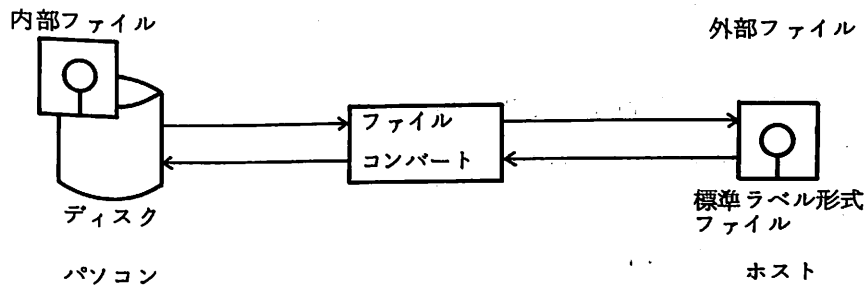 内部ファイル
外部ファイル
ファイル
コンバート
ディスク
標準ラベル形式
ファイル
パソコン
ホスト